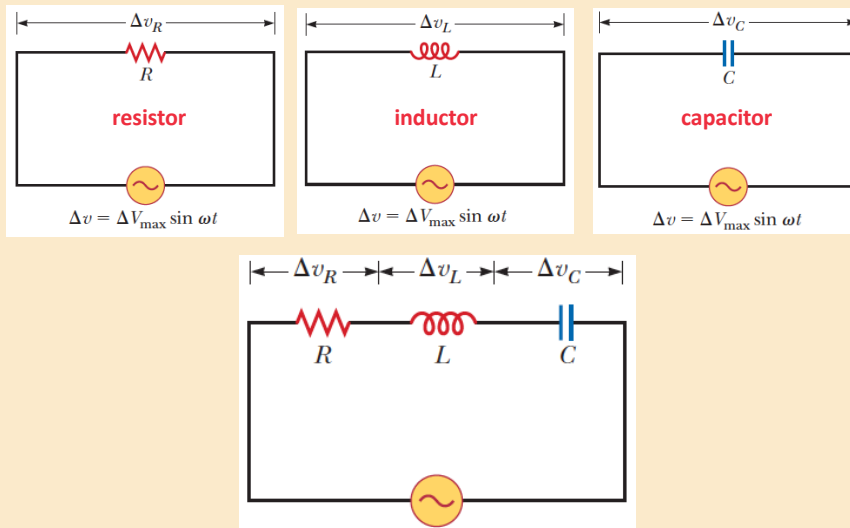 Δv_R
R
resistor
Δv = ΔV_max sin ωt
Δv_L
L
inductor
Δv = ΔV_max sin ωt
Δv_C
C
capacitor
Δv = ΔV_max sin ωt
Δv_R Δv_L Δv_C
R L C